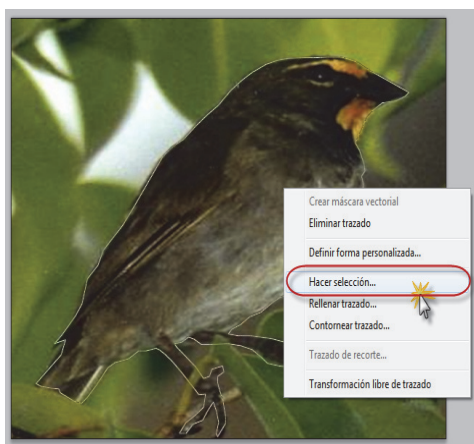 Crear máscara vectorial
Eliminar trazado
Definir forma personalizada...
Hacer selección...
Rellenar trazado...
Contornear trazado...
Trazado de recorte...
Transformación libre de trazado